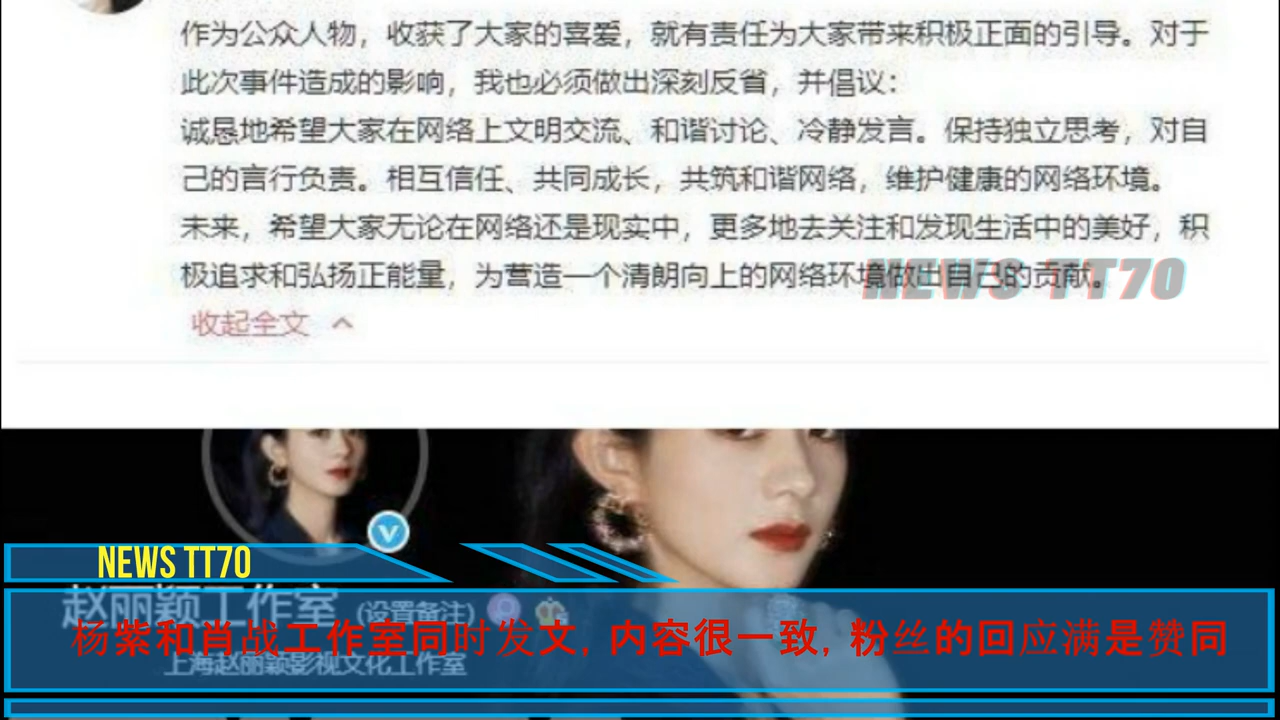 作为公众人物，收获了大家的喜爱，就有责任为大家带来积极正面的引导。对于
此次事件造成的影响，我也必须做出深刻反省，并倡议：
诚恳地希望大家在网络上文明交流、和谐讨论、冷静发言。保持独立思考，对自
己的言行负责。相互信任、共同成长，共筑和谐网络，维护健康的网络环境。
未来，希望大家无论在网络还是现实中，更多地去关注和发现生活中的美好，积
极追求和弘扬正能量，为营造一个清朗向上的网络环境做出自己的贡献。
NEWS TT70
收起全文
NEWS TT70
赵丽颖工作室 (设置备注)
杨紫和肖战工作室同时发文, 内容很一致, 粉丝的回应满是赞同
上海赵丽颖影视文化工作室